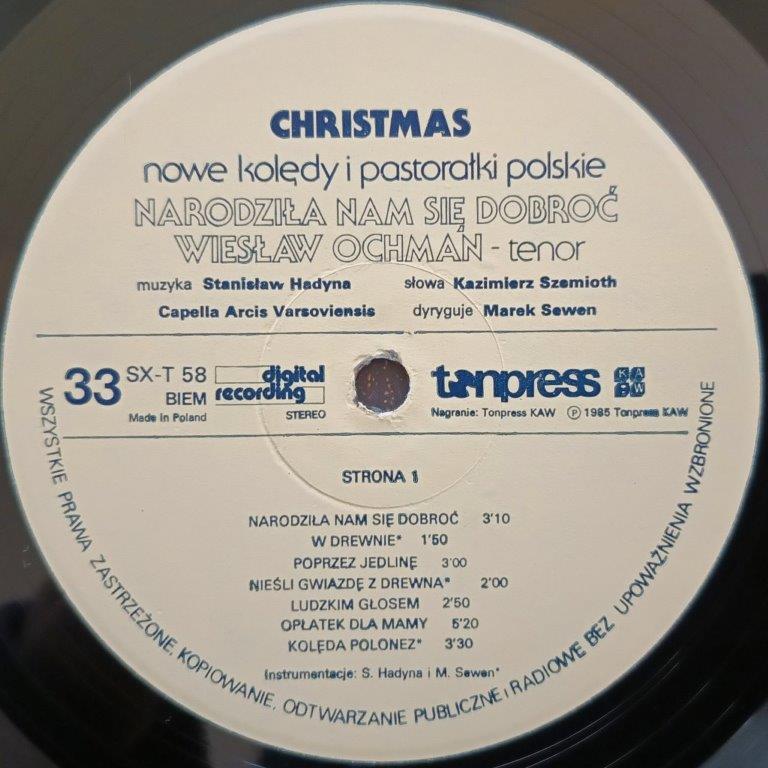 CHRISTMAS
nowe kolędy i pastorałki polskie
NARODZIŁA NAM SIĘ DOBROĆ
WIESŁAW OCHMAN - tenor
muzyka Stanisław Hadyna słowa Kazimierz Szemioth
Capella Arcis Varsoviensis dyryguje Marek Sewen
33 SX-T 58 digital tonpress KAW
BIEM recording
Made in Poland STEREO Nagranie: Tonpress KAW Ⓟ 1985 Tonpress KAW
STRONA 1
NARODZIŁA NAM SIĘ DOBROĆ 3'10
W DREWNIE* 1'50
POPRZEZ JEDLINĘ 3'00
NIEŚLI GWIAZDĘ Z DREWNA* 2'00
LUDZKIM GŁOSEM 2'50
OPŁATEK DLA MAMY 5'20
KOLĘDA POLONEZ* 3'30
Instrumentacje: S. Hadyna i M. Sewen*
WSZYSTKIE PRAWA ZASTRZEŻONE, KOPIOWANIE, ODTWARZANIE PUBLICZNE i RADIOWE BEZ UPOWAŻNIENIA WZBRONIONE